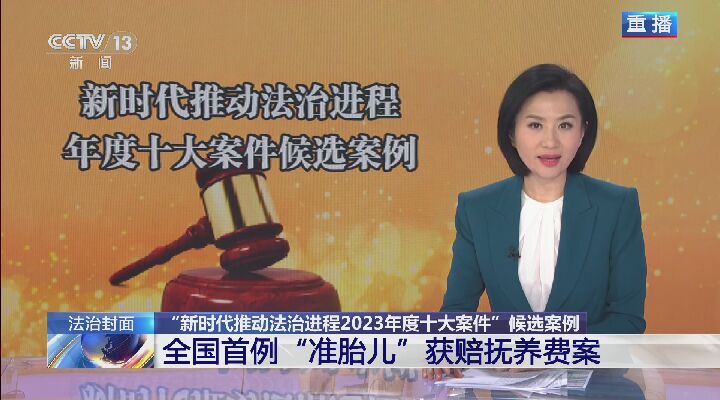 CCTV 13
新闻
重播
新时代推动法治进程
年度十大案件候选案例
法治封面
“新时代推动法治进程2023年度十大案件”候选案例
全国首例“准胎儿”获赔抚养费案